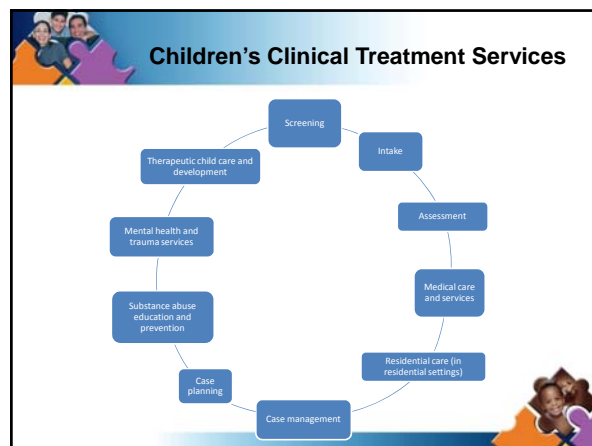 Children's Clinical Treatment Services
Screening
Intake
Assessment
Medical care
and services
Residential care (in
residential settings)
Case management
Case
planning
Substance abuse
education and
prevention
Mental health and
trauma services
Therapeutic child care and
development